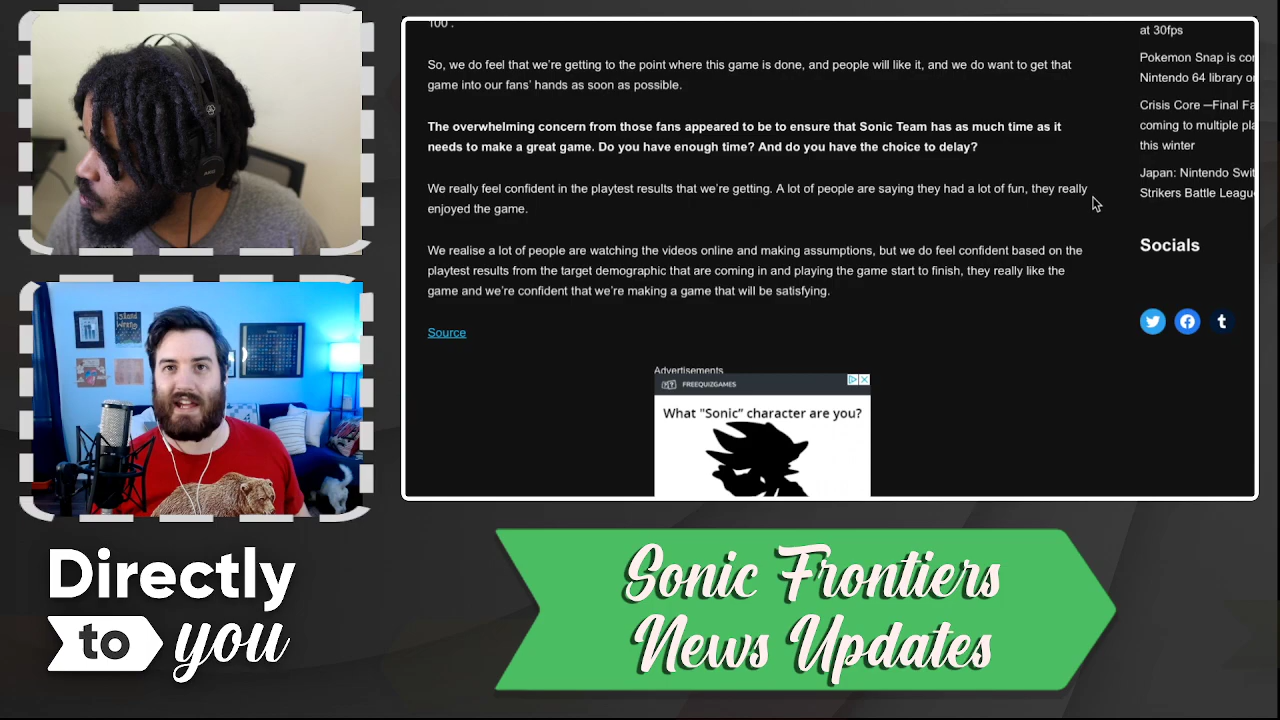 100 .
So, we do feel that we're getting to the point where this game is done, and people will like it, and we do want to get that
game into our fans' hands as soon as possible.
The overwhelming concern from those fans appeared to be to ensure that Sonic Team has as much time as it
needs to make a great game. Do you have enough time? And do you have the choice to delay?
We really feel confident in the playtest results that we're getting. A lot of people are saying they had a lot of fun, they really
enjoyed the game.
We realise a lot of people are watching the videos online and making assumptions, but we do feel confident based on the
playtest results from the target demographic that are coming in and playing the game start to finish, they really like the
game and we're confident that we're making a game that will be satisfying.
Source
Advertisements
FREEQUIZGAMES
What "Sonic" character are you?
at 30fps
Pokemon Snap is
Nintendo 64 library
Crisis Core —Final
coming to multiple
this winter
Japan: Nintendo
Strikers Battle
Socials
Island
Directly
to you
Sonic Frontiers
News Updates